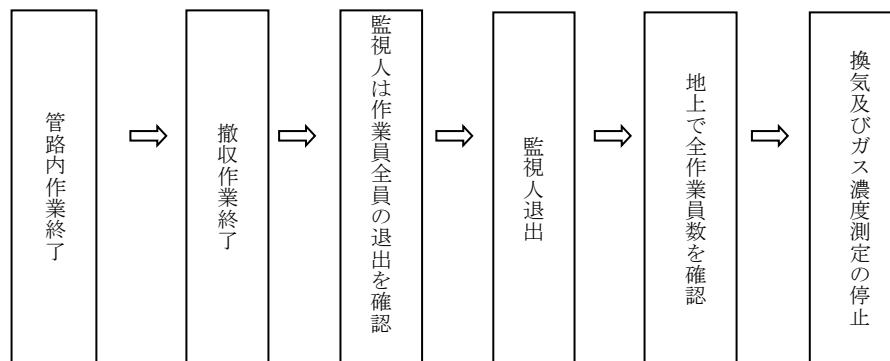 管路内作業終了
撤収作業終了
監視人は作業員全員の退出を確認
監視人退出
地上で全作業員数を確認
換気及びガス濃度測定の停止